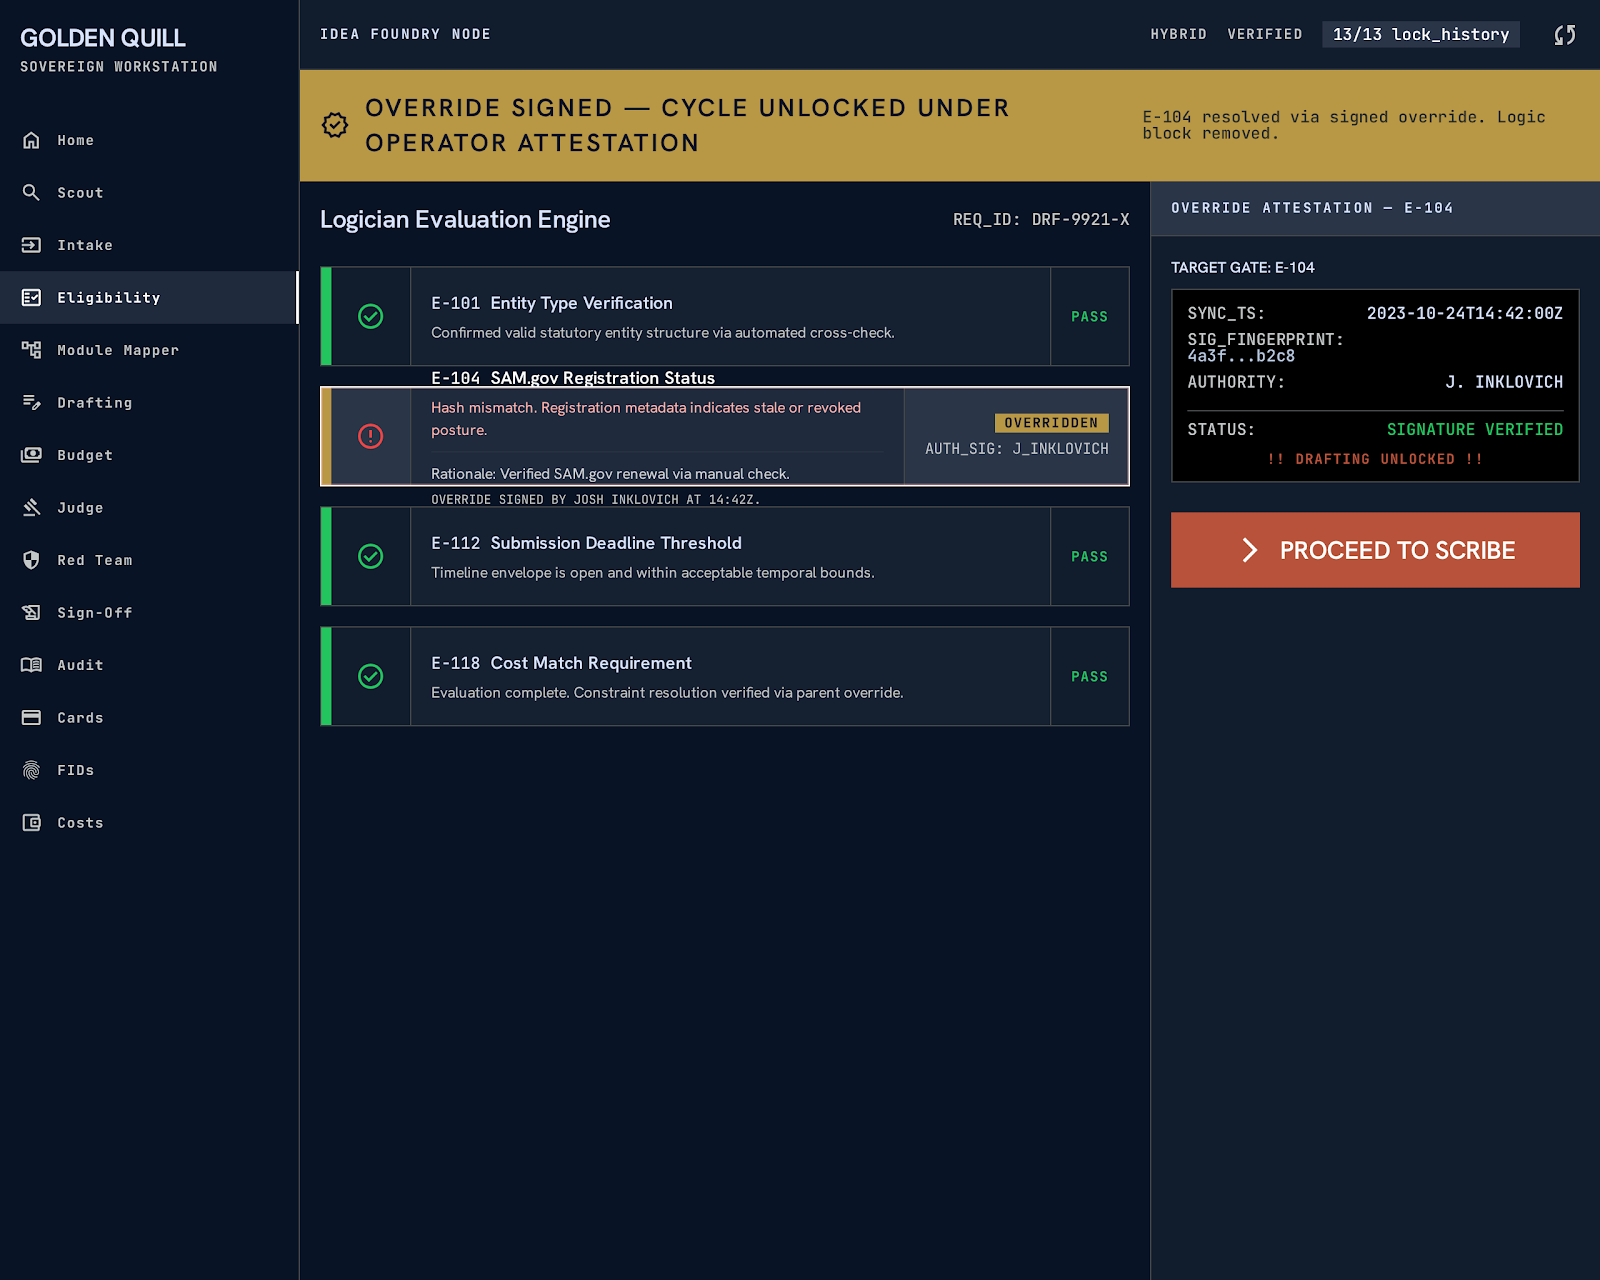 GOLDEN QUILL
SOVEREIGN WORKSTATION
Home
Scout
Intake
Eligibility
Module Mapper
Drafting
Budget
Judge
Red Team
Sign-Off
Audit
Cards
FIDs
Costs
IDEA FOUNDRY NODE
HYBRID
VERIFIED
13/13 lock_history
OVERRIDE SIGNED — CYCLE UNLOCKED UNDER
OPERATOR ATTESTATION
E-104 resolved via signed override. Logic
block removed.
Logician Evaluation Engine
REQ_ID: DRF-9921-X
E-101 Entity Type Verification
Confirmed valid statutory entity structure via automated cross-check.
PASS
E-104 SAM.gov Registration Status
Hash mismatch. Registration metadata indicates stale or revoked
posture.
Rationale: Verified SAM.gov renewal via manual check.
OVERRIDE SIGNED BY JOSH INKLOVICH AT 14:42Z.
OVERRIDDEN
AUTH_SIG: J_INKLOVICH
E-112 Submission Deadline Threshold
Timeline envelope is open and within acceptable temporal bounds.
PASS
E-118 Cost Match Requirement
Evaluation complete. Constraint resolution verified via parent override.
PASS
OVERRIDE ATTESTATION — E-104
TARGET GATE: E-104
SYNC_TS: 2023-10-24T14:42:00Z
SIG_FINGERPRINT:
4a3f...b2c8
AUTHORITY: J. INKLOVICH
STATUS: SIGNATURE VERIFIED
!! DRAFTING UNLOCKED !!
PROCEED TO SCRIBE